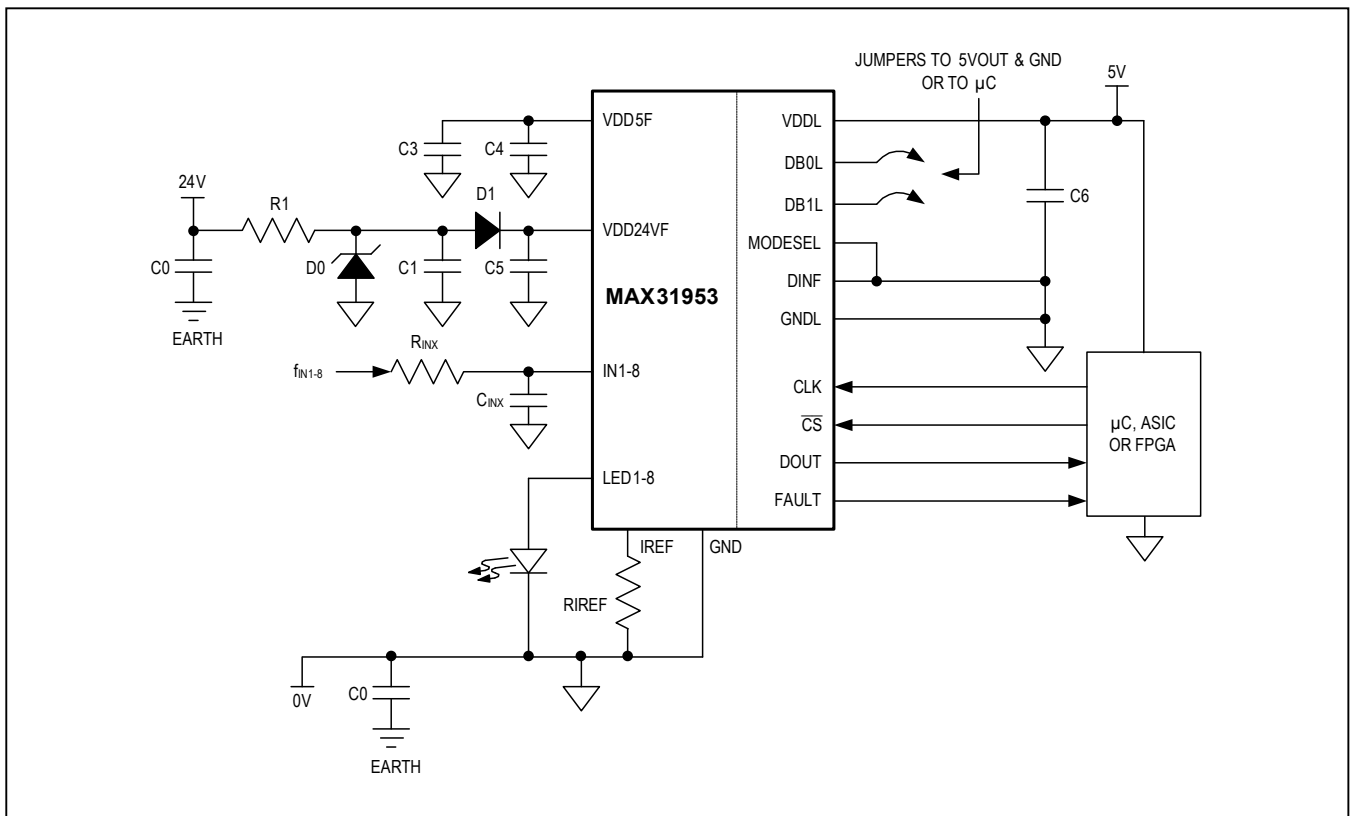 JUMPERS TO 5VOUT & GND
OR TO µC
5V
VDD5F
VDDL
C3
C4
DB0L
24V
R1
D1
DB1L
C6
VDD24VF
MODESEL
C0
D0
C1
C5
MAX31953
DINF
GNDL
EARTH
RINX
fIN1-8
IN1-8
CINX
CLK
CS
µC, ASIC
OR FPGA
DOUT
LED1-8
FAULT
IREF
GND
RIREF
0V
C0
EARTH